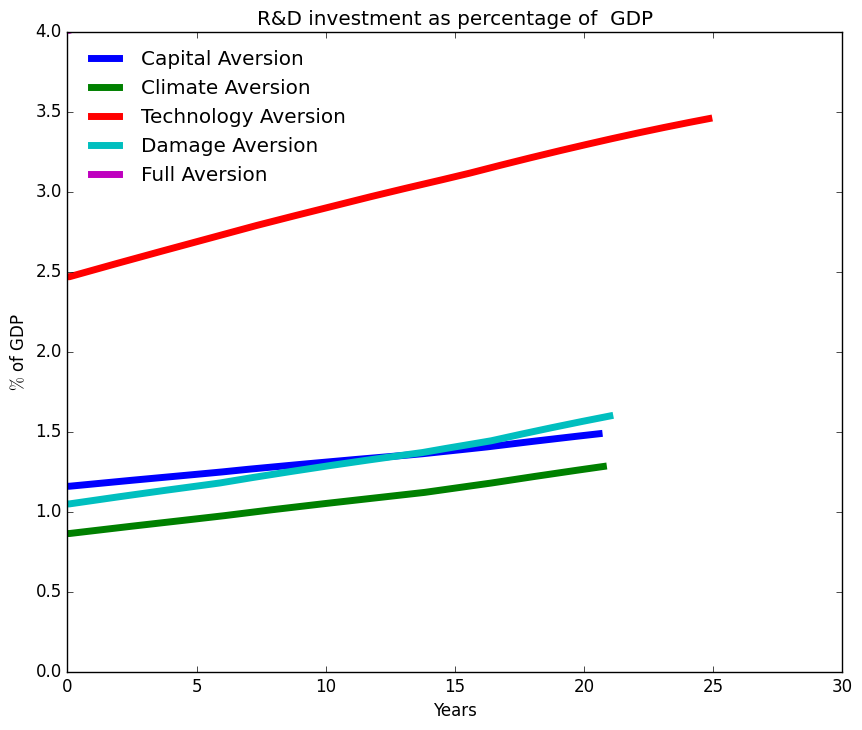 R&D investment as percentage of  GDP
4.0
3.5
3.0
2.5
2.0
1.5
1.0
0.5
0.0
% of GDP
Capital Aversion
Climate Aversion
Technology Aversion
Damage Aversion
Full Aversion
0 5 10 15 20 25 30
Years